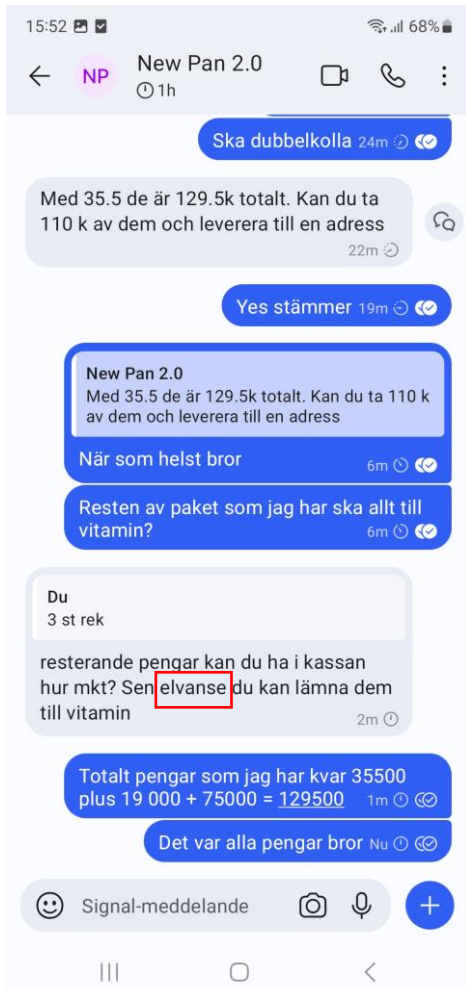 15:52 68%
NP New Pan 2.0
1h
Ska dubbelkolla 24m
Med 35.5 de är 129.5k totalt. Kan du ta
110 k av dem och leverera till en adress
22m
Yes stämmer 19m
New Pan 2.0
Med 35.5 de är 129.5k totalt. Kan du ta 110 k
av dem och leverera till en adress
När som helst bror
6m
Resten av paket som jag har ska allt till
vitamin? 6m
Du
3 st rek
resterande pengar kan du ha i kassan
hur mkt? Sen elvanse du kan lämna dem
till vitamin 2m
Totalt pengar som jag har kvar 35500
plus 19 000 + 75000 = 129500 1m
Det var alla pengar bror Nu
Signal-meddelande